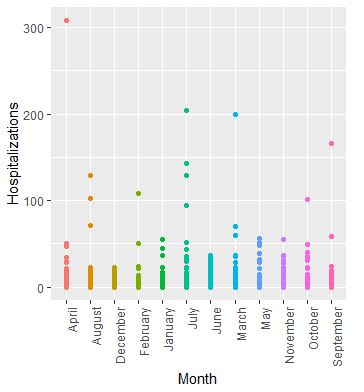 300
200
100
0
Hospitalizations
April
August
December
February
January
July
June
March
May
November
October
September
Month